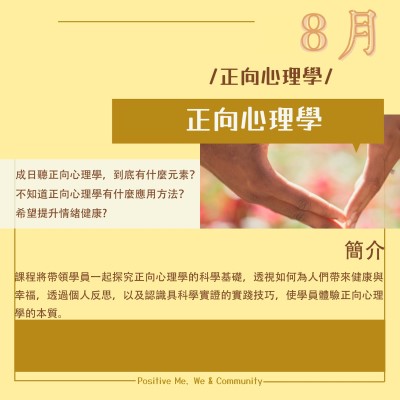 8月
/正向心理學/
正向心理學
成日聽正向心理學，到底有什麼元素?
不知道正向心理學有什麼應用方法?
希望提升情緒健康?
簡介
課程將帶領學員一起探究正向心理學的科學基礎，透視如何為人們帶來健康與
幸福，透過個人反思，以及認識具科學實證的實踐技巧，使學員體驗正向心理
學的本質。
Positive Me, We & Community